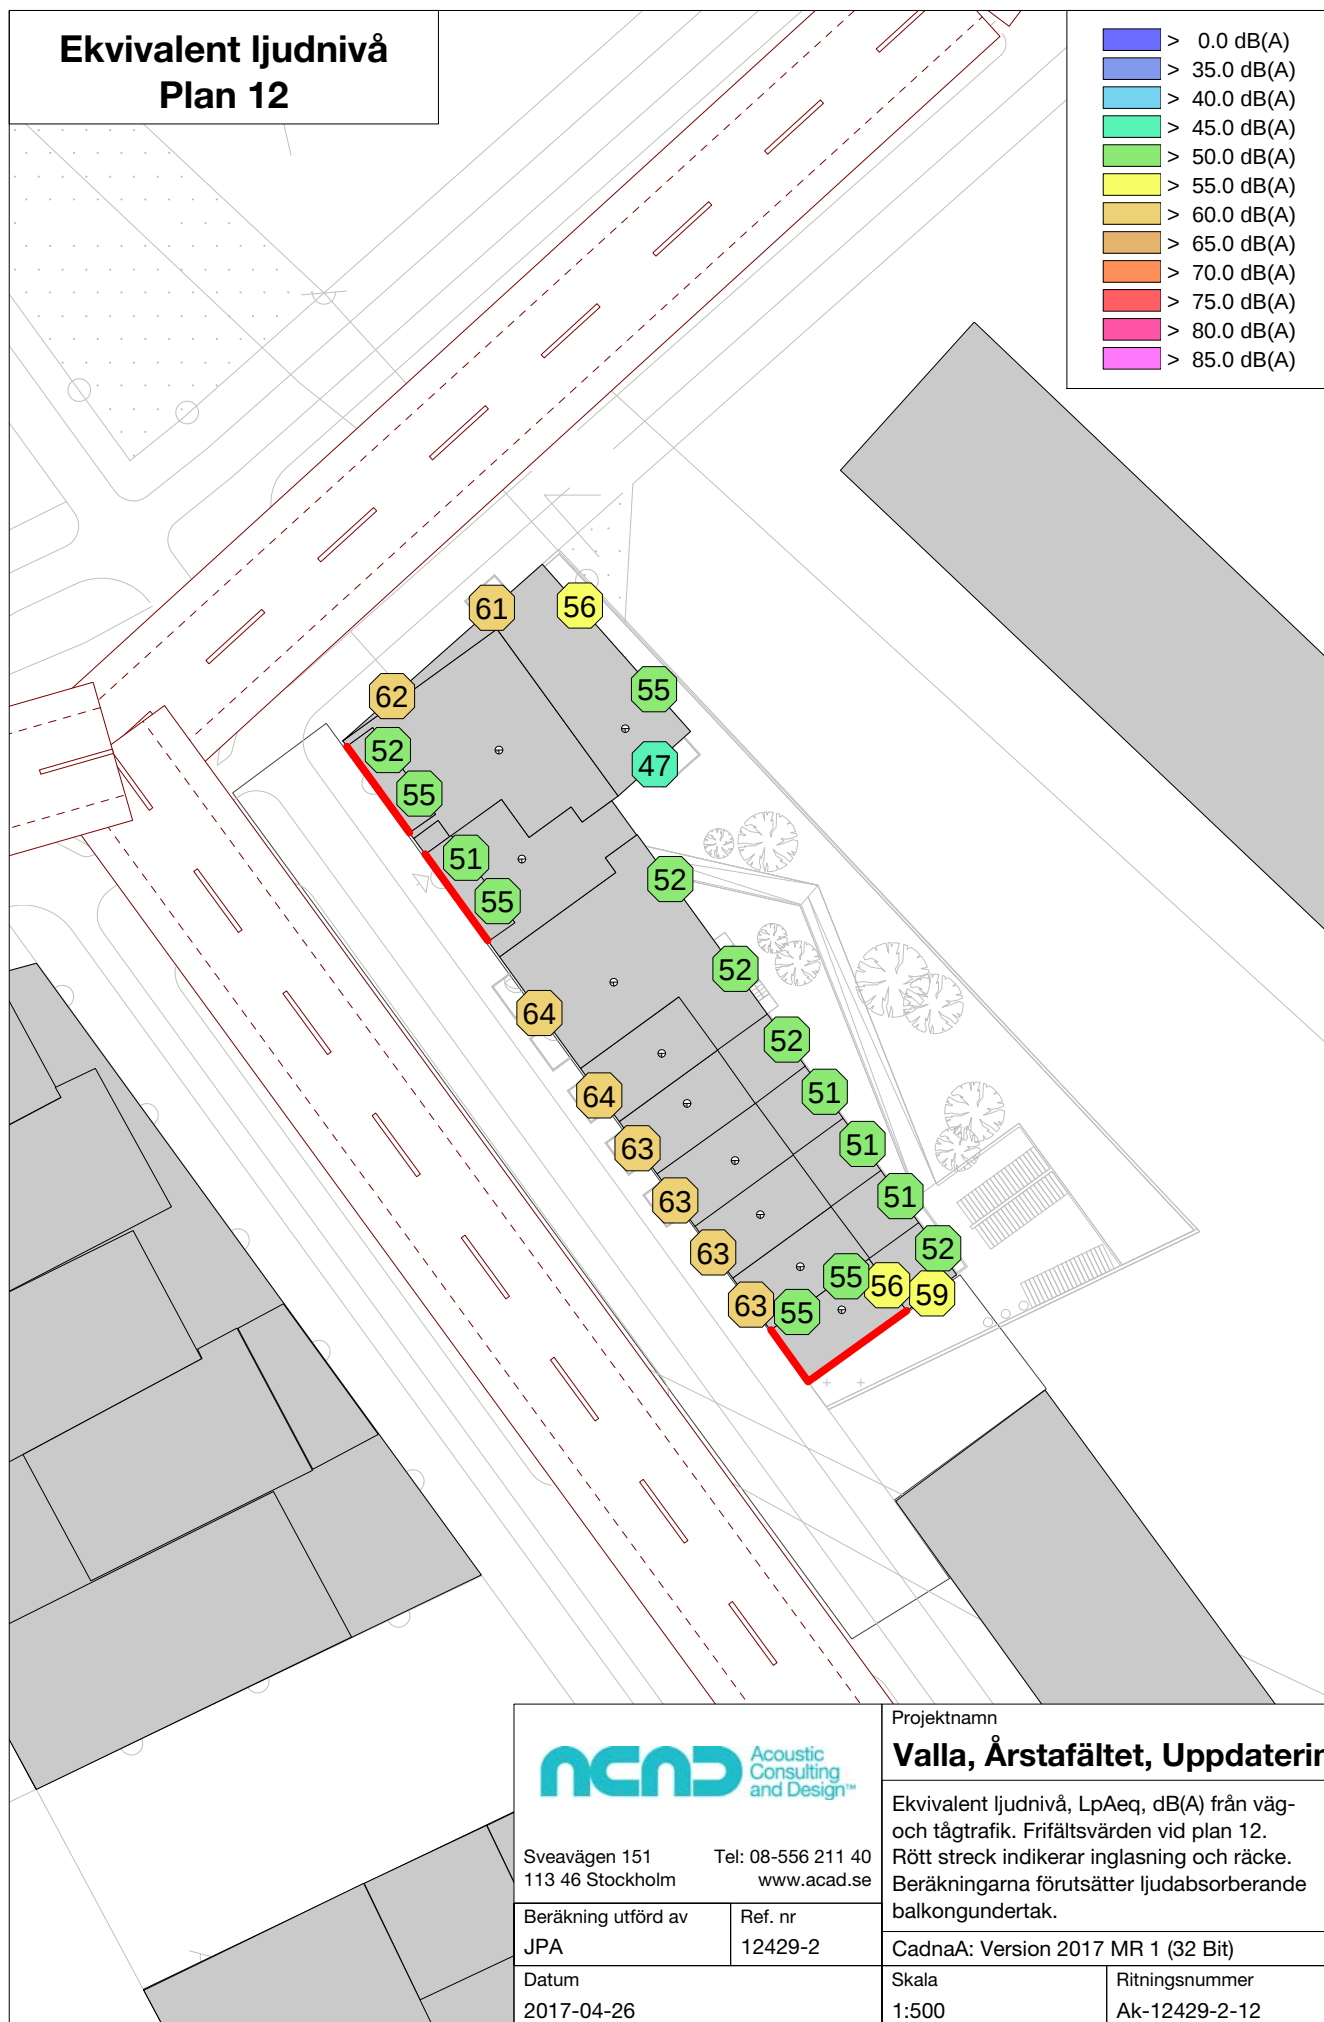 Ekvivalent ljudnivå
Plan 12
> 0.0 dB(A)
> 35.0 dB(A)
> 40.0 dB(A)
> 45.0 dB(A)
> 50.0 dB(A)
> 55.0 dB(A)
> 60.0 dB(A)
> 65.0 dB(A)
> 70.0 dB(A)
> 75.0 dB(A)
> 80.0 dB(A)
> 85.0 dB(A)
61
56
62
55
52
47
55
51
52
55
52
64
52
64
51
63
51
63
51
63
52
55
56
59
63
55
ACAD
Acoustic
Consulting
and Design™
Sveavägen 151
113 46 Stockholm
Tel: 08-556 211 40
www.acad.se
Beräkning utförd av
JPA
Ref. nr
12429-2
Datum
2017-04-26
Projektnamn
Valla, Årstafältet, Uppdaterin
Ekvivalent ljudnivå, LpAeq, dB(A) från väg-
och tågtrafik. Frifältsvärden vid plan 12.
Rött streck indikerar inglasning och räcke.
Beräkningarna förutsätter ljudabsorberande
balkongundertak.
CadnaA: Version 2017 MR 1 (32 Bit)
Skala
1:500
Ritningsnummer
Ak-12429-2-12